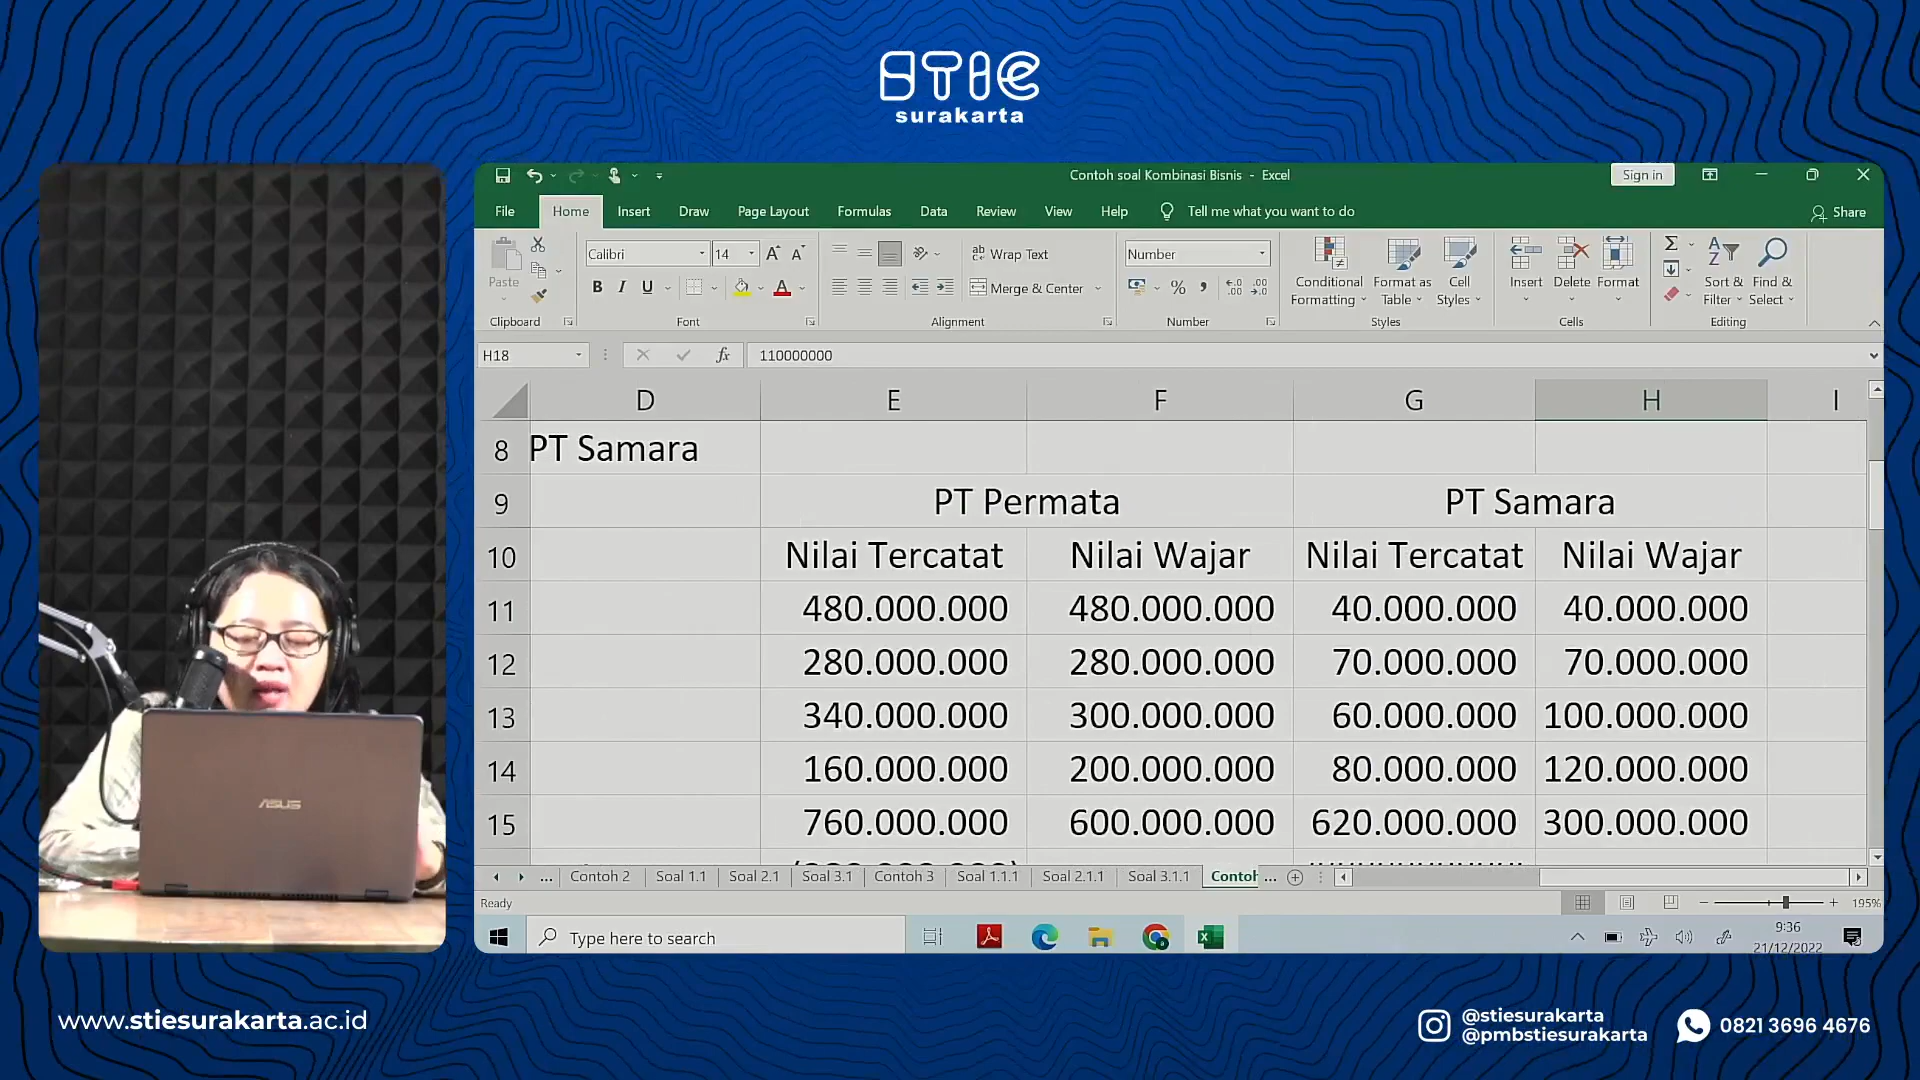 STIE
surakarta
Contoh soal Kombinasi Bisnis - Excel
Sign in
File Home Insert Draw Page Layout Formulas Data Review View Help Tell me what you want to do Share
Paste
Calibri 14
Wrap Text
Merge & Center
Number
Conditional Formatting
Format as Table
Cell Styles
Insert Delete Format
Sort & Filter
Find & Select
Clipboard Font Alignment Number Styles Cells Editing
H18 fx 110000000
D E F G H I
8 PT Samara
9 PT Permata PT Samara
10 Nilai Tercatat Nilai Wajar Nilai Tercatat Nilai Wajar
11 480.000.000 480.000.000 40.000.000 40.000.000
12 280.000.000 280.000.000 70.000.000 70.000.000
13 340.000.000 300.000.000 60.000.000 100.000.000
14 160.000.000 200.000.000 80.000.000 120.000.000
15 760.000.000 600.000.000 620.000.000 300.000.000
... Contoh 2 Soal 1.1 Soal 2.1 Soal 3.1 Contoh 3 Soal 1.1.1 Soal 2.1.1 Soal 3.1.1 Contoh ...
Ready 195%
Type here to search
9:36
21/12/2022
ASUS
www.stiesurakarta.ac.id
@stiesurakarta
@pmbstiesurakarta
0821 3696 4676